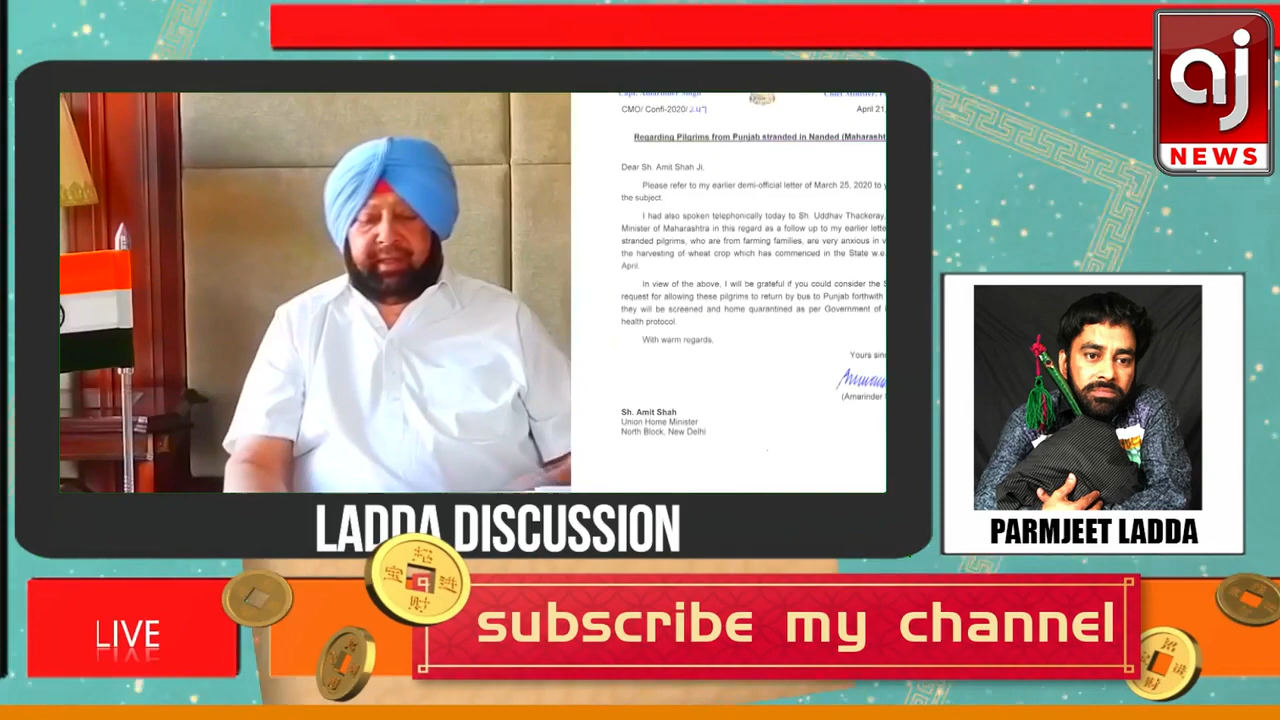 aj
NEWS
CMO/ Confi-2020/
April 21,
Regarding Pilgrims from Punjab stranded in Nanded (Maharasht
Dear Sh. Amit Shah Ji,
Please refer to my earlier demi-official letter of March 25, 2020 to y
the subject.
I had also spoken telephonically today to Sh. Uddhav Thackeray,
Minister of Maharashtra in this regard as a follow up to my earlier lette
stranded pilgrims, who are from farming families, are very anxious in v
the harvesting of wheat crop which has commenced in the State w.e.
April.
In view of the above, I will be grateful if you could consider the S
request for allowing these pilgrims to return by bus to Punjab forthwith
they will be screened and home quarantined as per Government of
health protocol.
With warm regards,
Yours sinc
(Amarinder
Sh. Amit Shah
Union Home Minister
North Block, New Delhi
LADDA DISCUSSION
PARMJEET LADDA
LIVE
subscribe my channel